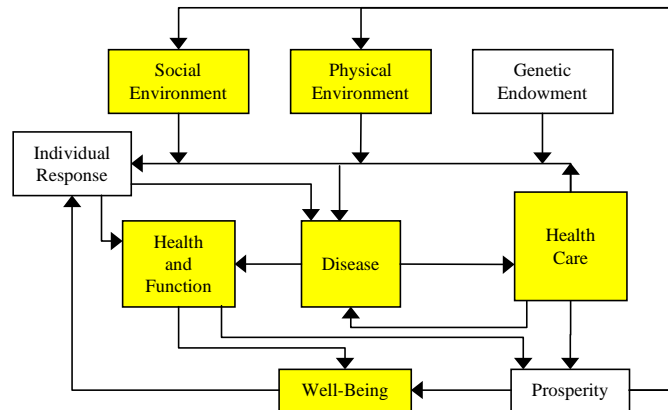 Social
Environment
Physical
Environment
Genetic
Endowment
Individual
Response
Health
and
Function
Disease
Health
Care
Well-Being
Prosperity